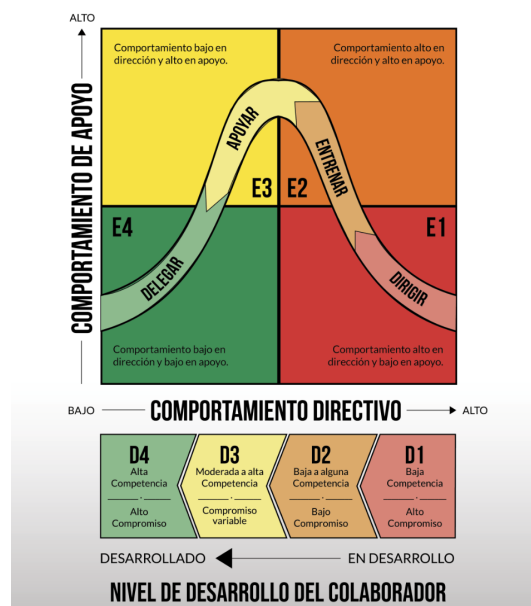 ALTO
Comportamiento bajo en
dirección y alto en apoyo.
Comportamiento alto en
dirección y alto en apoyo.
COMPORTAMIENTO DE APOYO
APOYAR
ENTRENAR
E3
E2
E4
E1
DELEGAR
DIRIGIR
Comportamiento bajo en
dirección y bajo en apoyo.
Comportamiento alto en
dirección y bajo en apoyo.
BAJO
COMPORTAMIENTO DIRECTIVO
ALTO
D4
Alta
Competencia
Alto
Compromiso
D3
Moderada a alta
Competencia
Compromiso
variable
D2
Baja a alguna
Competencia
Bajo
Compromiso
D1
Baja
Competencia
Alto
Compromiso
DESARROLLADO
EN DESARROLLO
NIVEL DE DESARROLLO DEL COLABORADOR